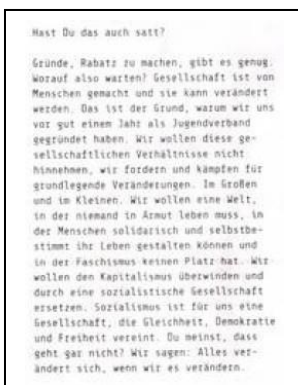 Hast Du das auch satt?
Gründe, Rabatz zu machen, gibt es genug.
Worauf also warten? Gesellschaft ist von
Menschen gemacht und sie kann verändert
werden. Das ist der Grund, warum wir uns
vor gut einem Jahr als Jugendverband
gegründet haben. Wir wollen diese ge-
sellschaftlichen Verhältnisse nicht
hinnehmen, wir fordern und kämpfen für
grundlegende Veränderungen. Im Großen
und im Kleinen. Wir wollen eine Welt,
in der niemand in Armut leben muss, in
der Menschen solidarisch und selbstbe-
stimmt ihr Leben gestalten können und
in der Faschismus keinen Platz hat. Wir
wollen den Kapitalismus überwinden und
durch eine sozialistische Gesellschaft
ersetzen. Sozialismus ist für uns eine
Gesellschaft, die Gleichheit, Demokratie
und Freiheit vereint. Du meinst, dass
geht gar nicht? Wir sagen: Alles ver-
ändert sich, wenn wir es verändern.